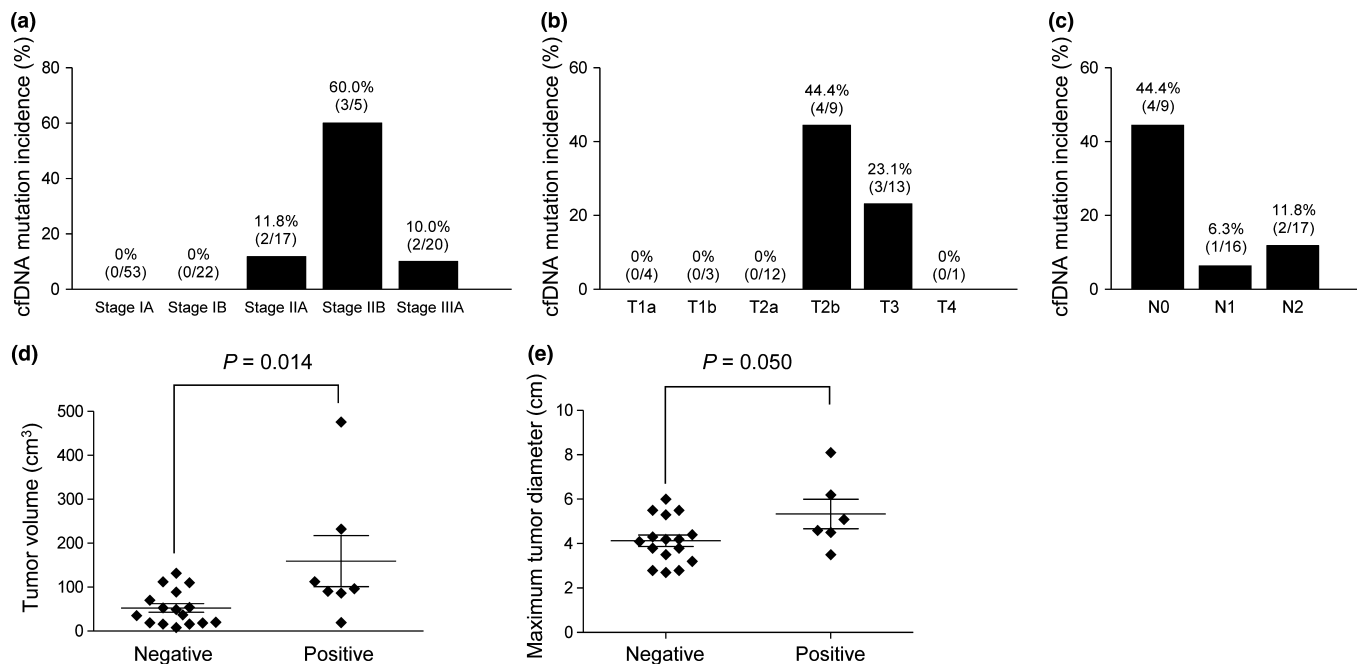 (a)
cfDNA mutation incidence (%)
80
60
40
20
0
0%
(0/53)
0%
(0/22)
11.8%
(2/17)
60.0%
(3/5)
10.0%
(2/20)
Stage IA
Stage IB
Stage IIA
Stage IIB
Stage IIIA
(b)
cfDNA mutation incidence (%)
60
40
20
0
0%
(0/4)
0%
(0/3)
0%
(0/12)
44.4%
(4/9)
23.1%
(3/13)
0%
(0/1)
T1a
T1b
T2a
T2b
T3
T4
(c)
cfDNA mutation incidence (%)
60
40
20
0
44.4%
(4/9)
6.3%
(1/16)
11.8%
(2/17)
N0
N1
N2
(d)
P = 0.014
Tumor volume (cm³)
500
400
300
200
100
0
Negative
Positive
(e)
P = 0.050
Maximum tumor diameter (cm)
10
8
6
4
2
0
Negative
Positive